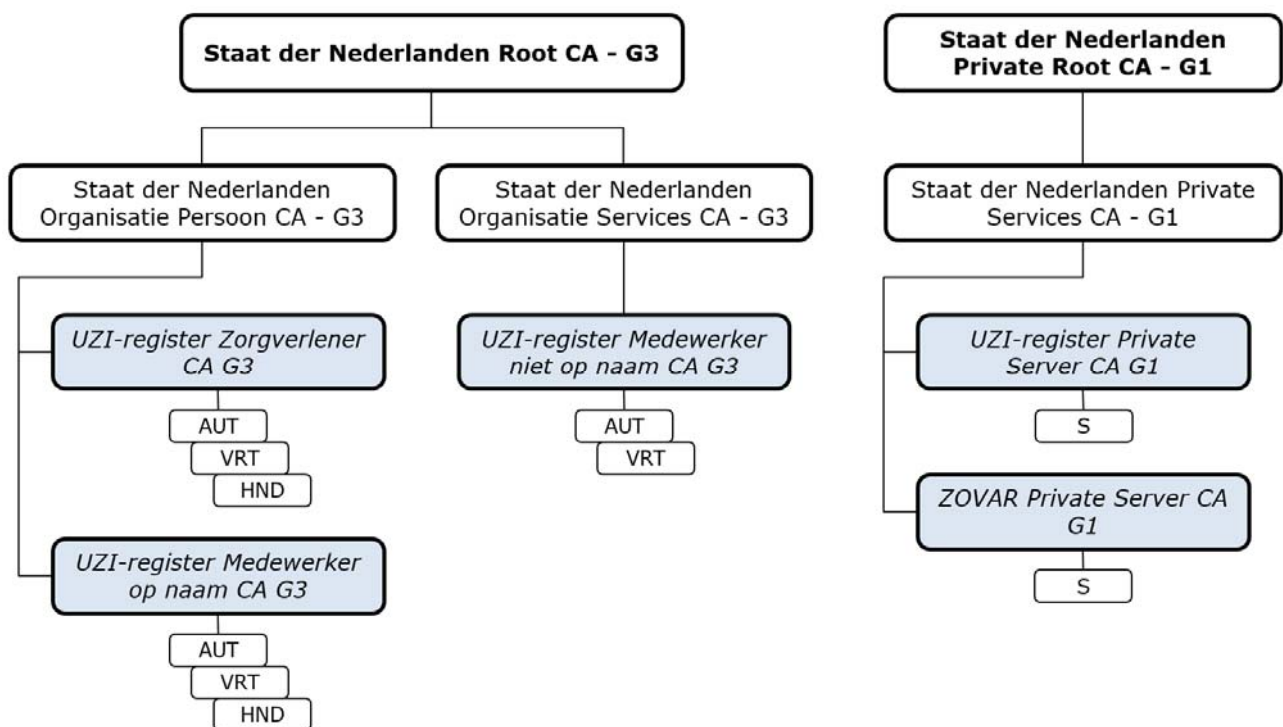 Staat der Nederlanden Root CA - G3
Staat der Nederlanden
Private Root CA - G1
Staat der Nederlanden
Organisatie Persoon CA - G3
Staat der Nederlanden
Organisatie Services CA - G3
Staat der Nederlanden Private
Services CA - G1
UZI-register Zorgverlener
CA G3
AUT
VRT
HND
UZI-register Medewerker
niet op naam CA G3
AUT
VRT
UZI-register Private
Server CA G1
S
ZOVAR Private Server CA
G1
S
UZI-register Medewerker
op naam CA G3
AUT
VRT
HND